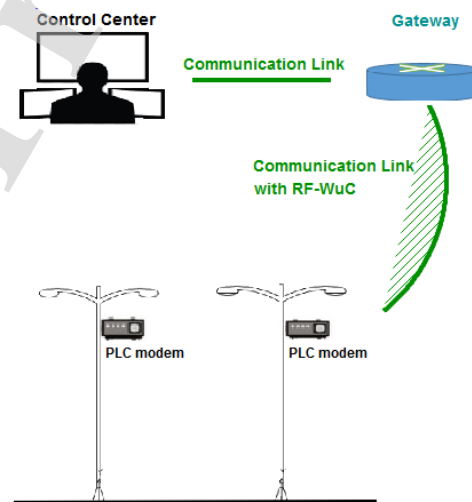 Control Center
Gateway
Communication Link
Communication Link
with RF-WuC
PLC modem
PLC modem